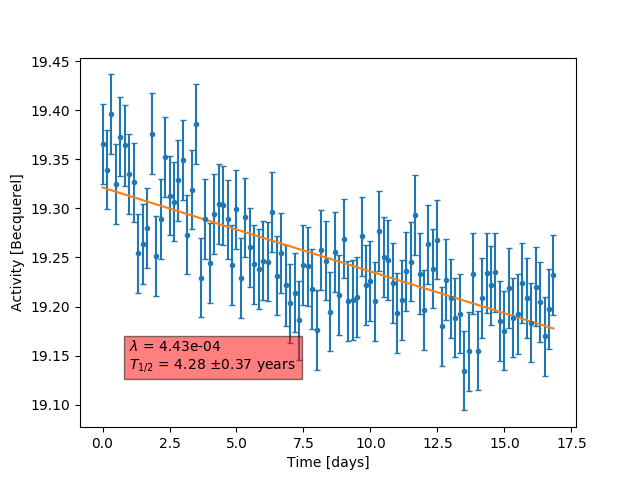 19.45
19.40
19.35
19.30
19.25
19.20
19.15
19.10
Activity [Becquerel]
λ = 4.43e-04
T₁/₂ = 4.28 ±0.37 years
0.0 2.5 5.0 7.5 10.0 12.5 15.0 17.5
Time [days]